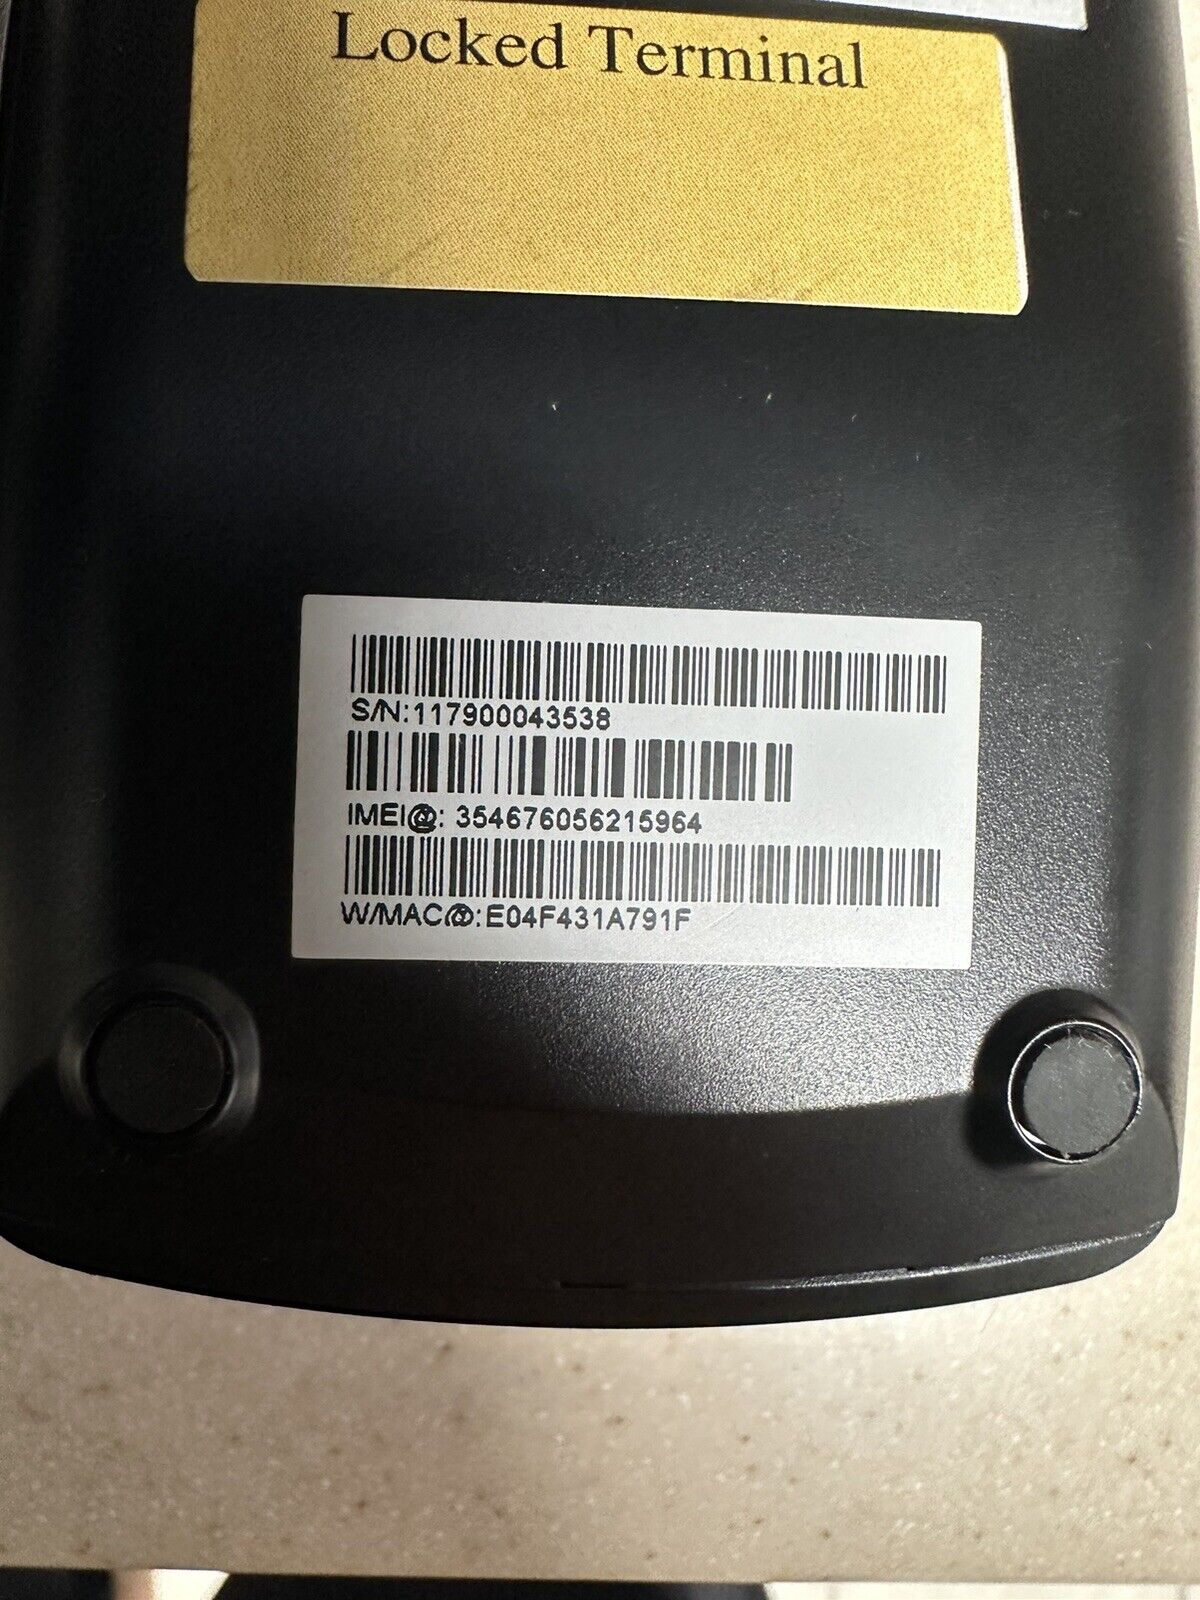 Locked Terminal
S/N:117900043538
IMEI@: 354676056215964
W/MAC@:E04F431A791F